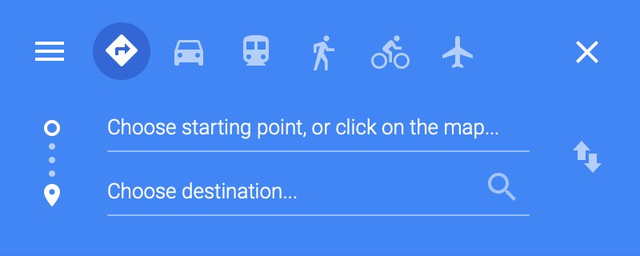 Choose starting point, or click on the map...
Choose destination...